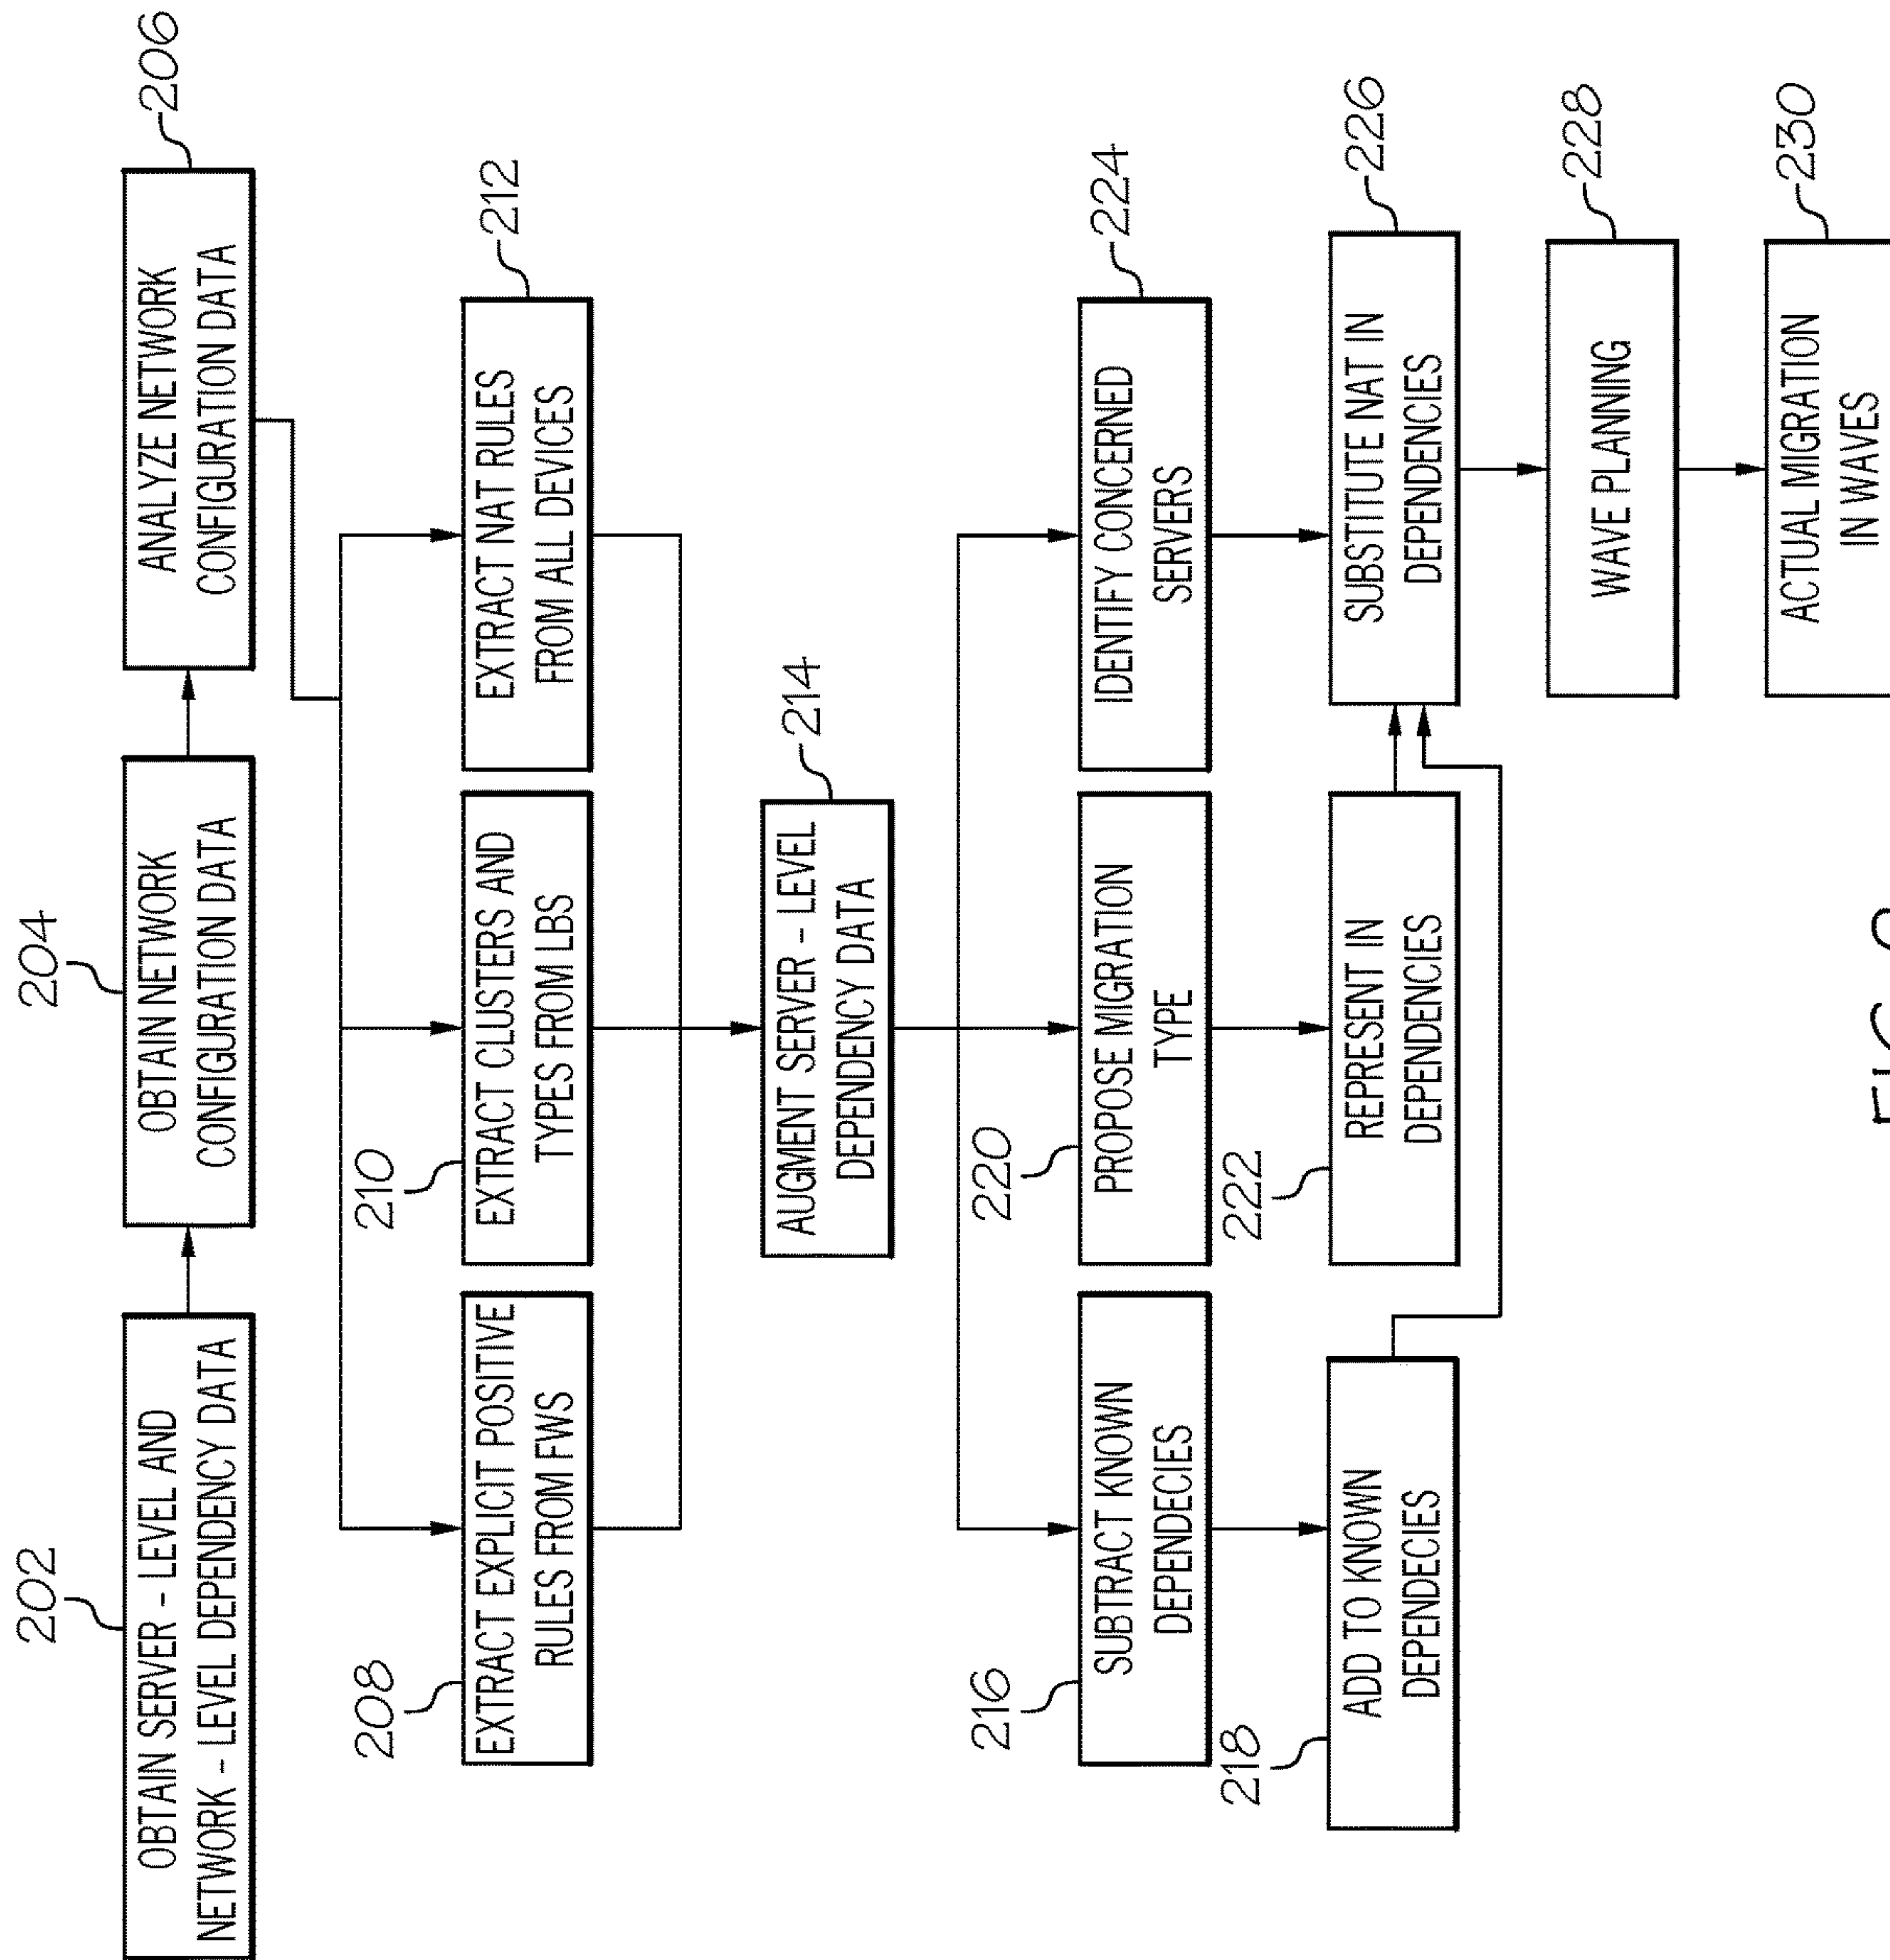 202
OBTAIN SERVER - LEVEL AND
NETWORK - LEVEL DEPENDENCY DATA
204
OBTAIN NETWORK
CONFIGURATION DATA
206
ANALYZE NETWORK
CONFIGURATION DATA
208
EXTRACT EXPLICIT POSITIVE
RULES FROM FWS
210
EXTRACT CLUSTERS AND
TYPES FROM LBS
212
EXTRACT NAT RULES
FROM ALL DEVICES
214
AUGMENT SERVER - LEVEL
DEPENDENCY DATA
216
SUBTRACT KNOWN
DEPENDECIES
220
PROPOSE MIGRATION
TYPE
224
IDENTIFY CONCERNED
SERVERS
218
ADD TO KNOWN
DEPENDECIES
222
REPRESENT IN
DEPENDENCIES
226
SUBSTITUTE NAT IN
DEPENDENCIES
228
WAVE PLANNING
230
ACTUAL MIGRATION
IN WAVES